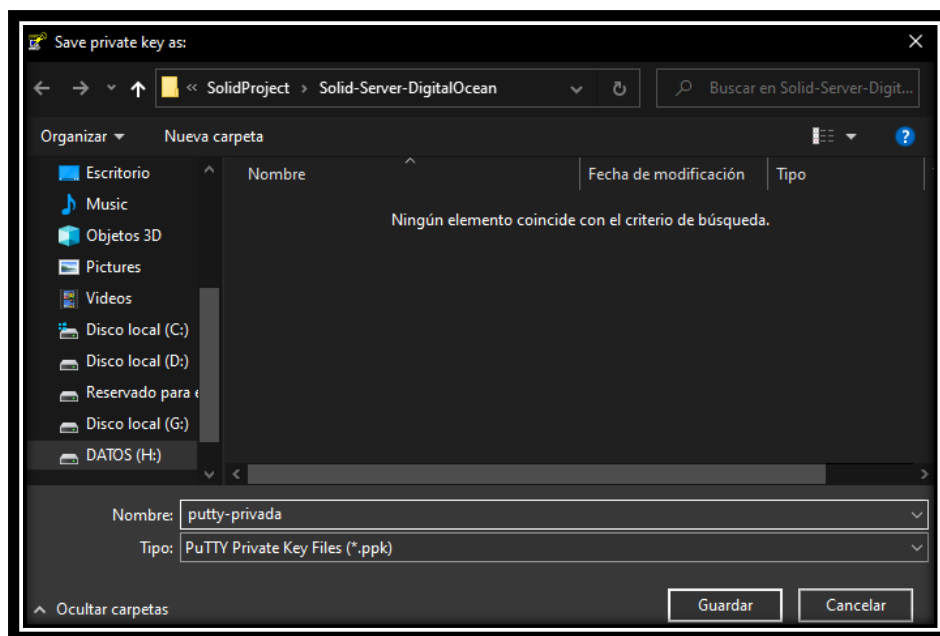 Save private key as:
« SolidProject › Solid-Server-DigitalOcean
Buscar en Solid-Server-Digit...
Organizar
Nueva carpeta
Nombre
Fecha de modificación
Tipo
Escritorio
Music
Objetos 3D
Pictures
Videos
Disco local (C:)
Disco local (D:)
Reservado para e
Disco local (G:)
DATOS (H:)
Ningún elemento coincide con el criterio de búsqueda.
Nombre: putty-privada
Tipo: PuTTY Private Key Files (*.ppk)
Ocultar carpetas
Guardar
Cancelar